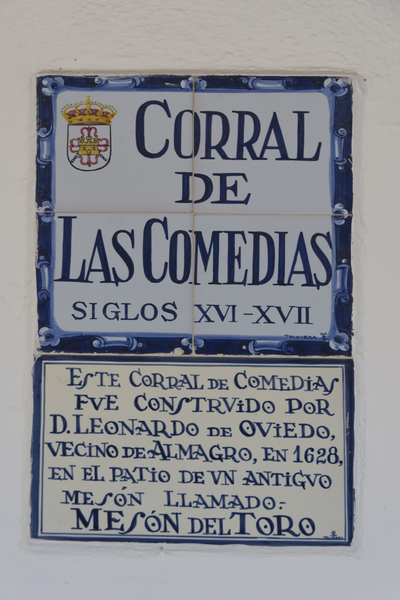 CORRAL
DE
LAS COMEDIAS
SIGLOS XVI-XVII
TALAVERA
ESTE CORRAL DE COMEDIAS
FVE CONSTRVIDO POR
D. LEONARDO DE OVIEDO,
VECINO DE ALMAGRO, EN 1628,
EN EL PATIO DE VN ANTIGVO
MESÓN LLAMADO:-
MESÓN DEL TORO